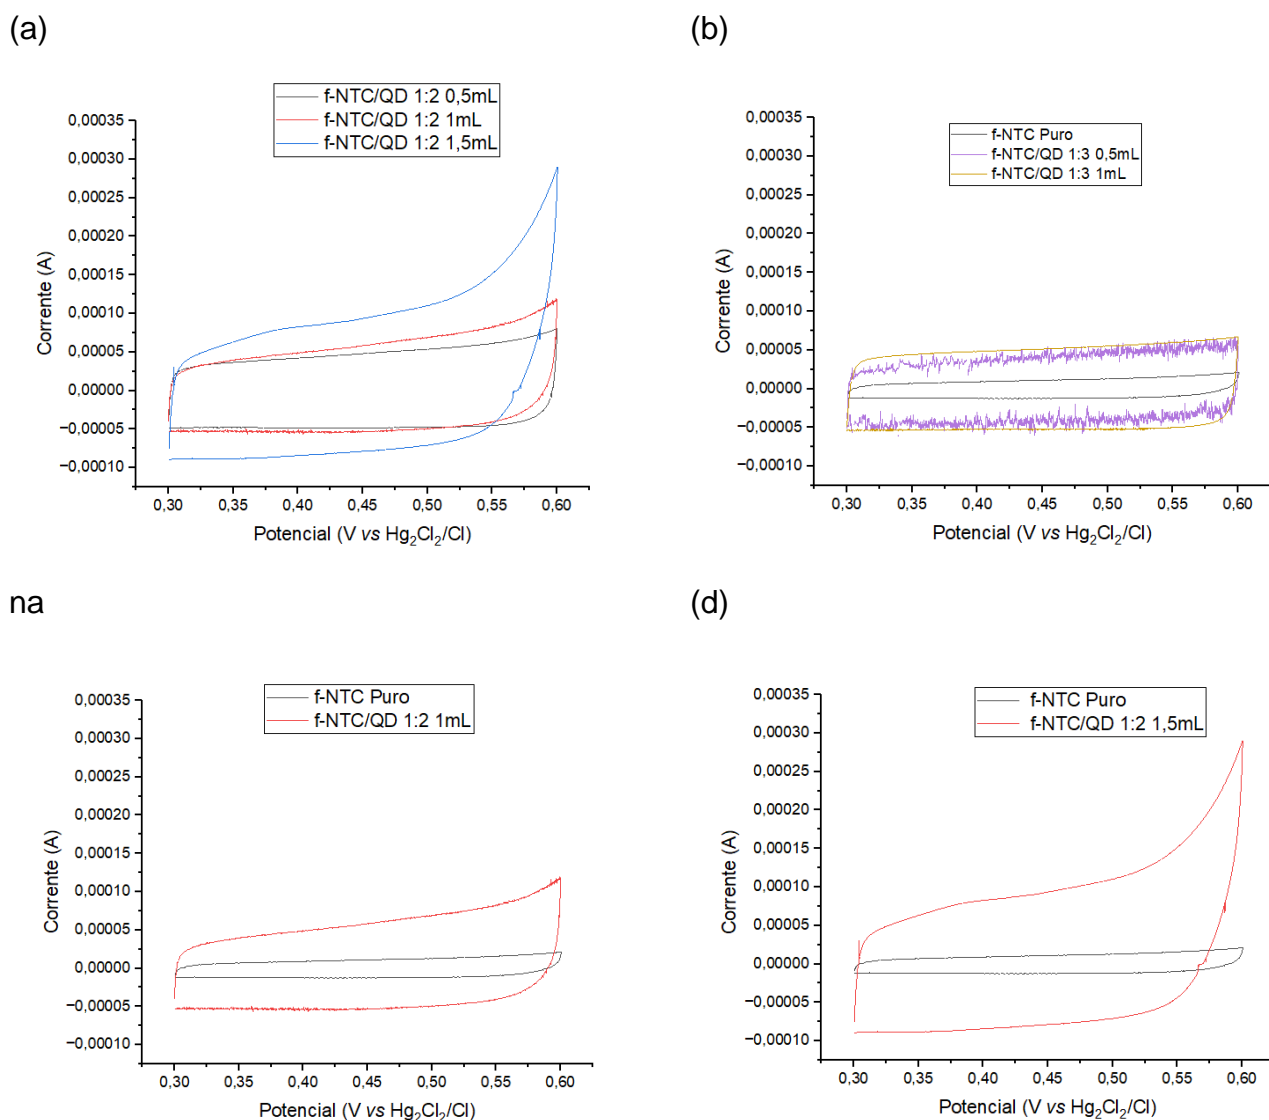 (a)
f-NTC/QD 1:2 0,5mL
f-NTC/QD 1:2 1mL
f-NTC/QD 1:2 1,5mL
0,00035
0,00030
0,00025
0,00020
0,00015
0,00010
0,00005
0,00000
−0,00005
−0,00010
Corrente (A)
0,30 0,35 0,40 0,45 0,50 0,55 0,60
Potencial (V vs Hg₂Cl₂/Cl)
(b)
f-NTC Puro
f-NTC/QD 1:3 0,5mL
f-NTC/QD 1:3 1mL
0,00035
0,00030
0,00025
0,00020
0,00015
0,00010
0,00005
0,00000
−0,00005
−0,00010
Corrente (A)
0,30 0,35 0,40 0,45 0,50 0,55 0,60
Potencial (V vs Hg₂Cl₂/Cl)
na
f-NTC Puro
f-NTC/QD 1:2 1mL
0,00035
0,00030
0,00025
0,00020
0,00015
0,00010
0,00005
0,00000
−0,00005
−0,00010
Corrente (A)
0,30 0,35 0,40 0,45 0,50 0,55 0,60
Potencial (V vs Hg₂Cl₂/Cl)
(d)
f-NTC Puro
f-NTC/QD 1:2 1,5mL
0,00035
0,00030
0,00025
0,00020
0,00015
0,00010
0,00005
0,00000
−0,00005
−0,00010
Corrente (A)
0,30 0,35 0,40 0,45 0,50 0,55 0,60
Potencial (V vs Hg₂Cl₂/Cl)